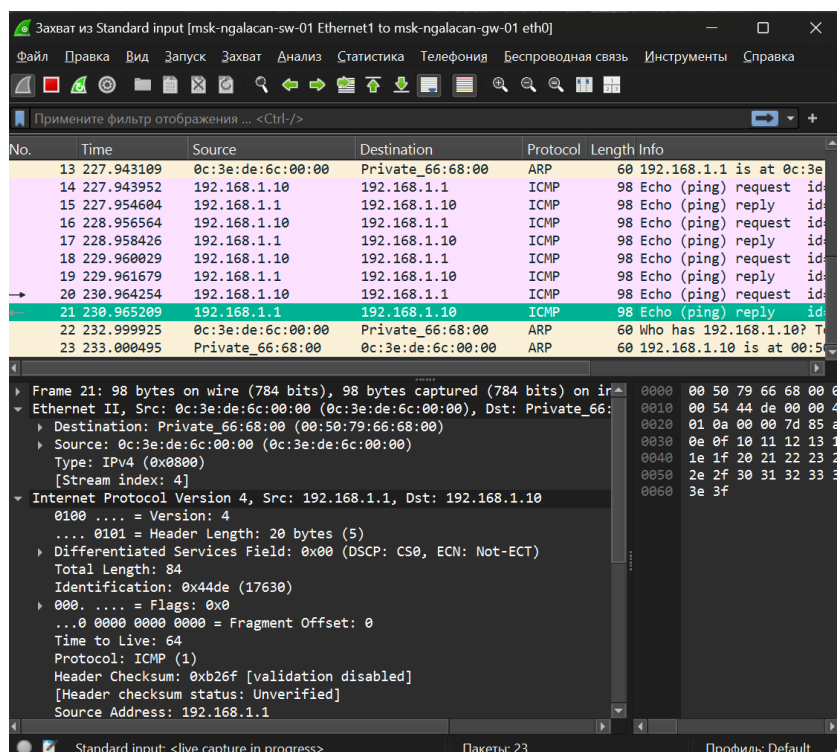 Захват из Standard input [msk-ngalacan-sw-01 Ethernet1 to msk-ngalacan-gw-01 eth0]
Файл Правка Вид Запуск Захват Анализ Статистика Телефония Беспроводная связь Инструменты Справка
Примените фильтр отображения ... <Ctrl-/>
No. Time Source Destination Protocol Length Info
13 227.943109 0c:3e:de:6c:00:00 Private_66:68:00 ARP 60 192.168.1.1 is at 0c:3e
14 227.943952 192.168.1.10 192.168.1.1 ICMP 98 Echo (ping) request id=
15 227.954604 192.168.1.1 192.168.1.10 ICMP 98 Echo (ping) reply id=
16 228.956564 192.168.1.10 192.168.1.1 ICMP 98 Echo (ping) request id=
17 228.958426 192.168.1.1 192.168.1.10 ICMP 98 Echo (ping) reply id=
18 229.960029 192.168.1.10 192.168.1.1 ICMP 98 Echo (ping) request id=
19 229.961679 192.168.1.1 192.168.1.10 ICMP 98 Echo (ping) reply id=
20 230.964254 192.168.1.10 192.168.1.1 ICMP 98 Echo (ping) request id=
21 230.965209 192.168.1.1 192.168.1.10 ICMP 98 Echo (ping) reply id=
22 232.999925 0c:3e:de:6c:00:00 Private_66:68:00 ARP 60 Who has 192.168.1.10?
23 233.000495 Private_66:68:00 0c:3e:de:6c:00:00 ARP 60 192.168.1.10 is at 00:50
Frame 21: 98 bytes on wire (784 bits), 98 bytes captured (784 bits) on
Ethernet II, Src: 0c:3e:de:6c:00:00 (0c:3e:de:6c:00:00), Dst: Private_66:
Destination: Private_66:68:00 (00:50:79:66:68:00)
Source: 0c:3e:de:6c:00:00 (0c:3e:de:6c:00:00)
Type: IPv4 (0x0800)
[Stream index: 4]
Internet Protocol Version 4, Src: 192.168.1.1, Dst: 192.168.1.10
0100 .... = Version: 4
.... 0101 = Header Length: 20 bytes (5)
Differentiated Services Field: 0x00 (DSCP: CS0, ECN: Not-ECT)
Total Length: 84
Identification: 0x44de (17630)
000. .... = Flags: 0x0
...0 0000 0000 0000 = Fragment Offset: 0
Time to Live: 64
Protocol: ICMP (1)
Header Checksum: 0xb26f [validation disabled]
[Header checksum status: Unverified]
Source Address: 192.168.1.1
0000 00 50 79 66 68 00
0010 00 54 44 de 00 00
0020 01 0a 00 00 7d 85
0030 0e 0f 10 11 12 13
0040 1e 1f 20 21 22 23
0050 2e 2f 30 31 32 33
0060 3e 3f
Standard input: <live capture in progress> Пакеты: 23 Профиль: Default